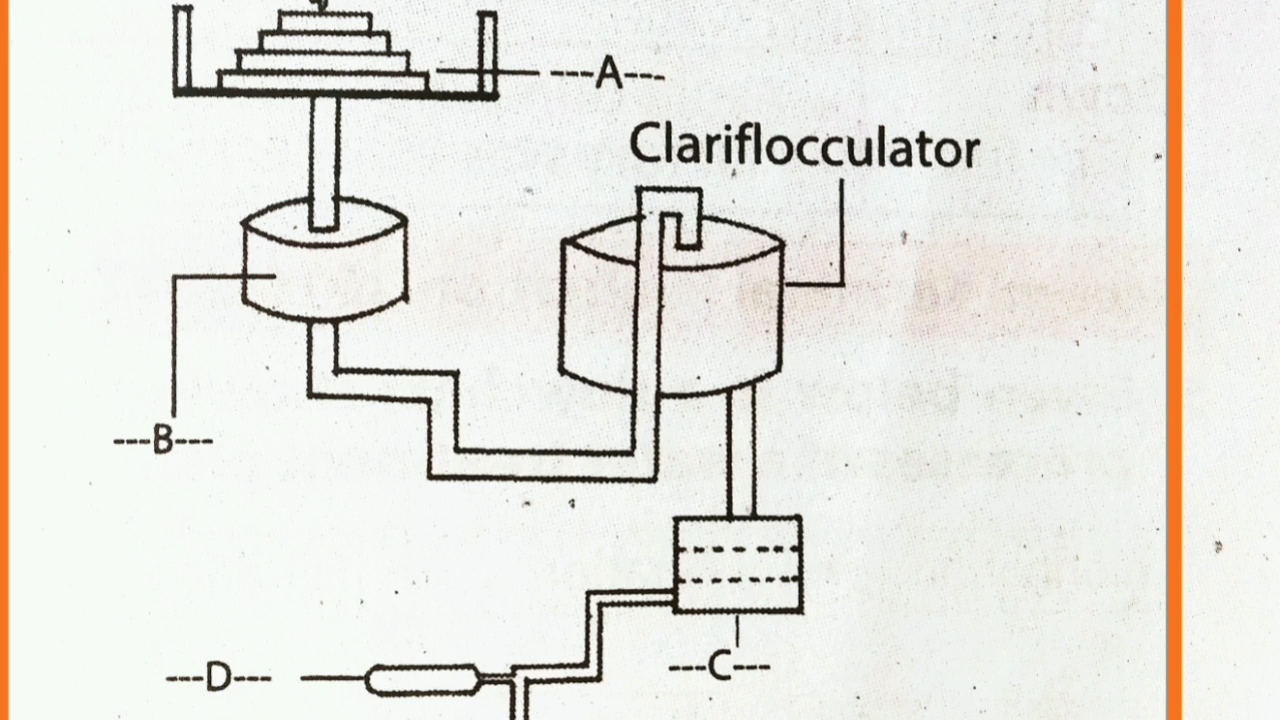 ---A---
Clariflocculator
---B---
---C---
---D---